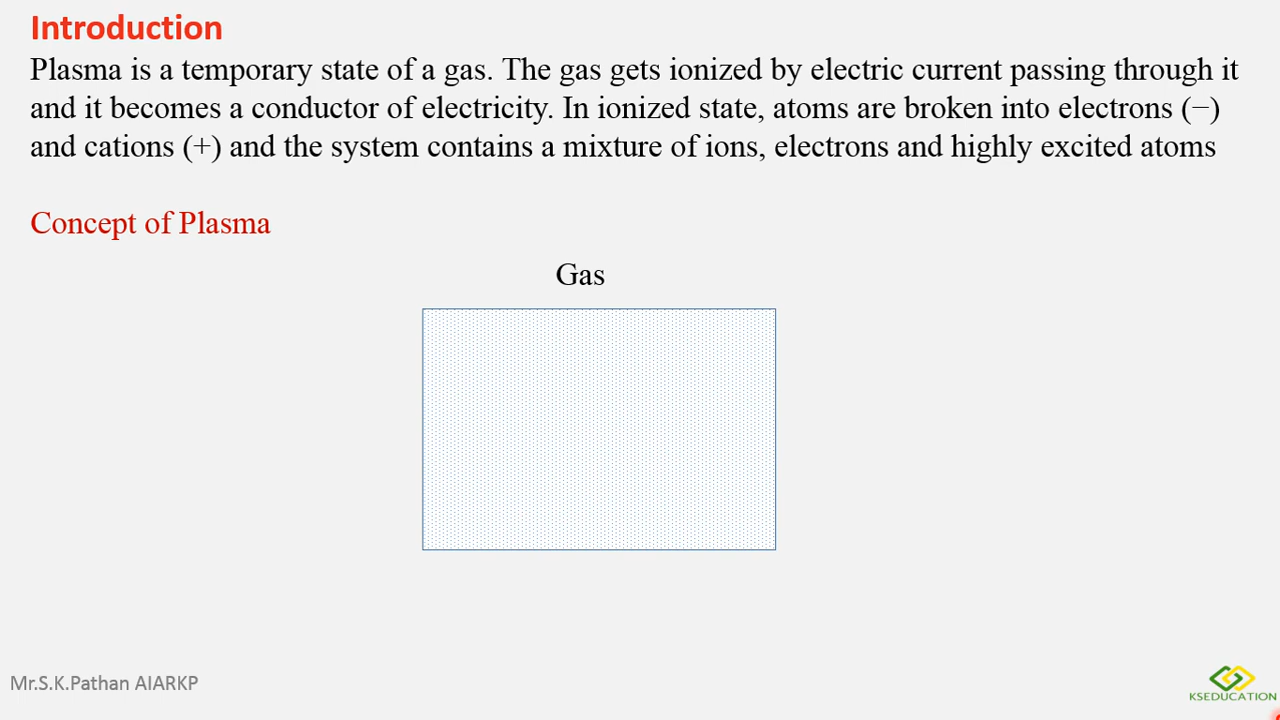 Introduction
Plasma is a temporary state of a gas. The gas gets ionized by electric current passing through it
and it becomes a conductor of electricity. In ionized state, atoms are broken into electrons (−)
and cations (+) and the system contains a mixture of ions, electrons and highly excited atoms
Concept of Plasma
Gas
Mr.S.K.Pathan AIARKP
KSEDUCATION